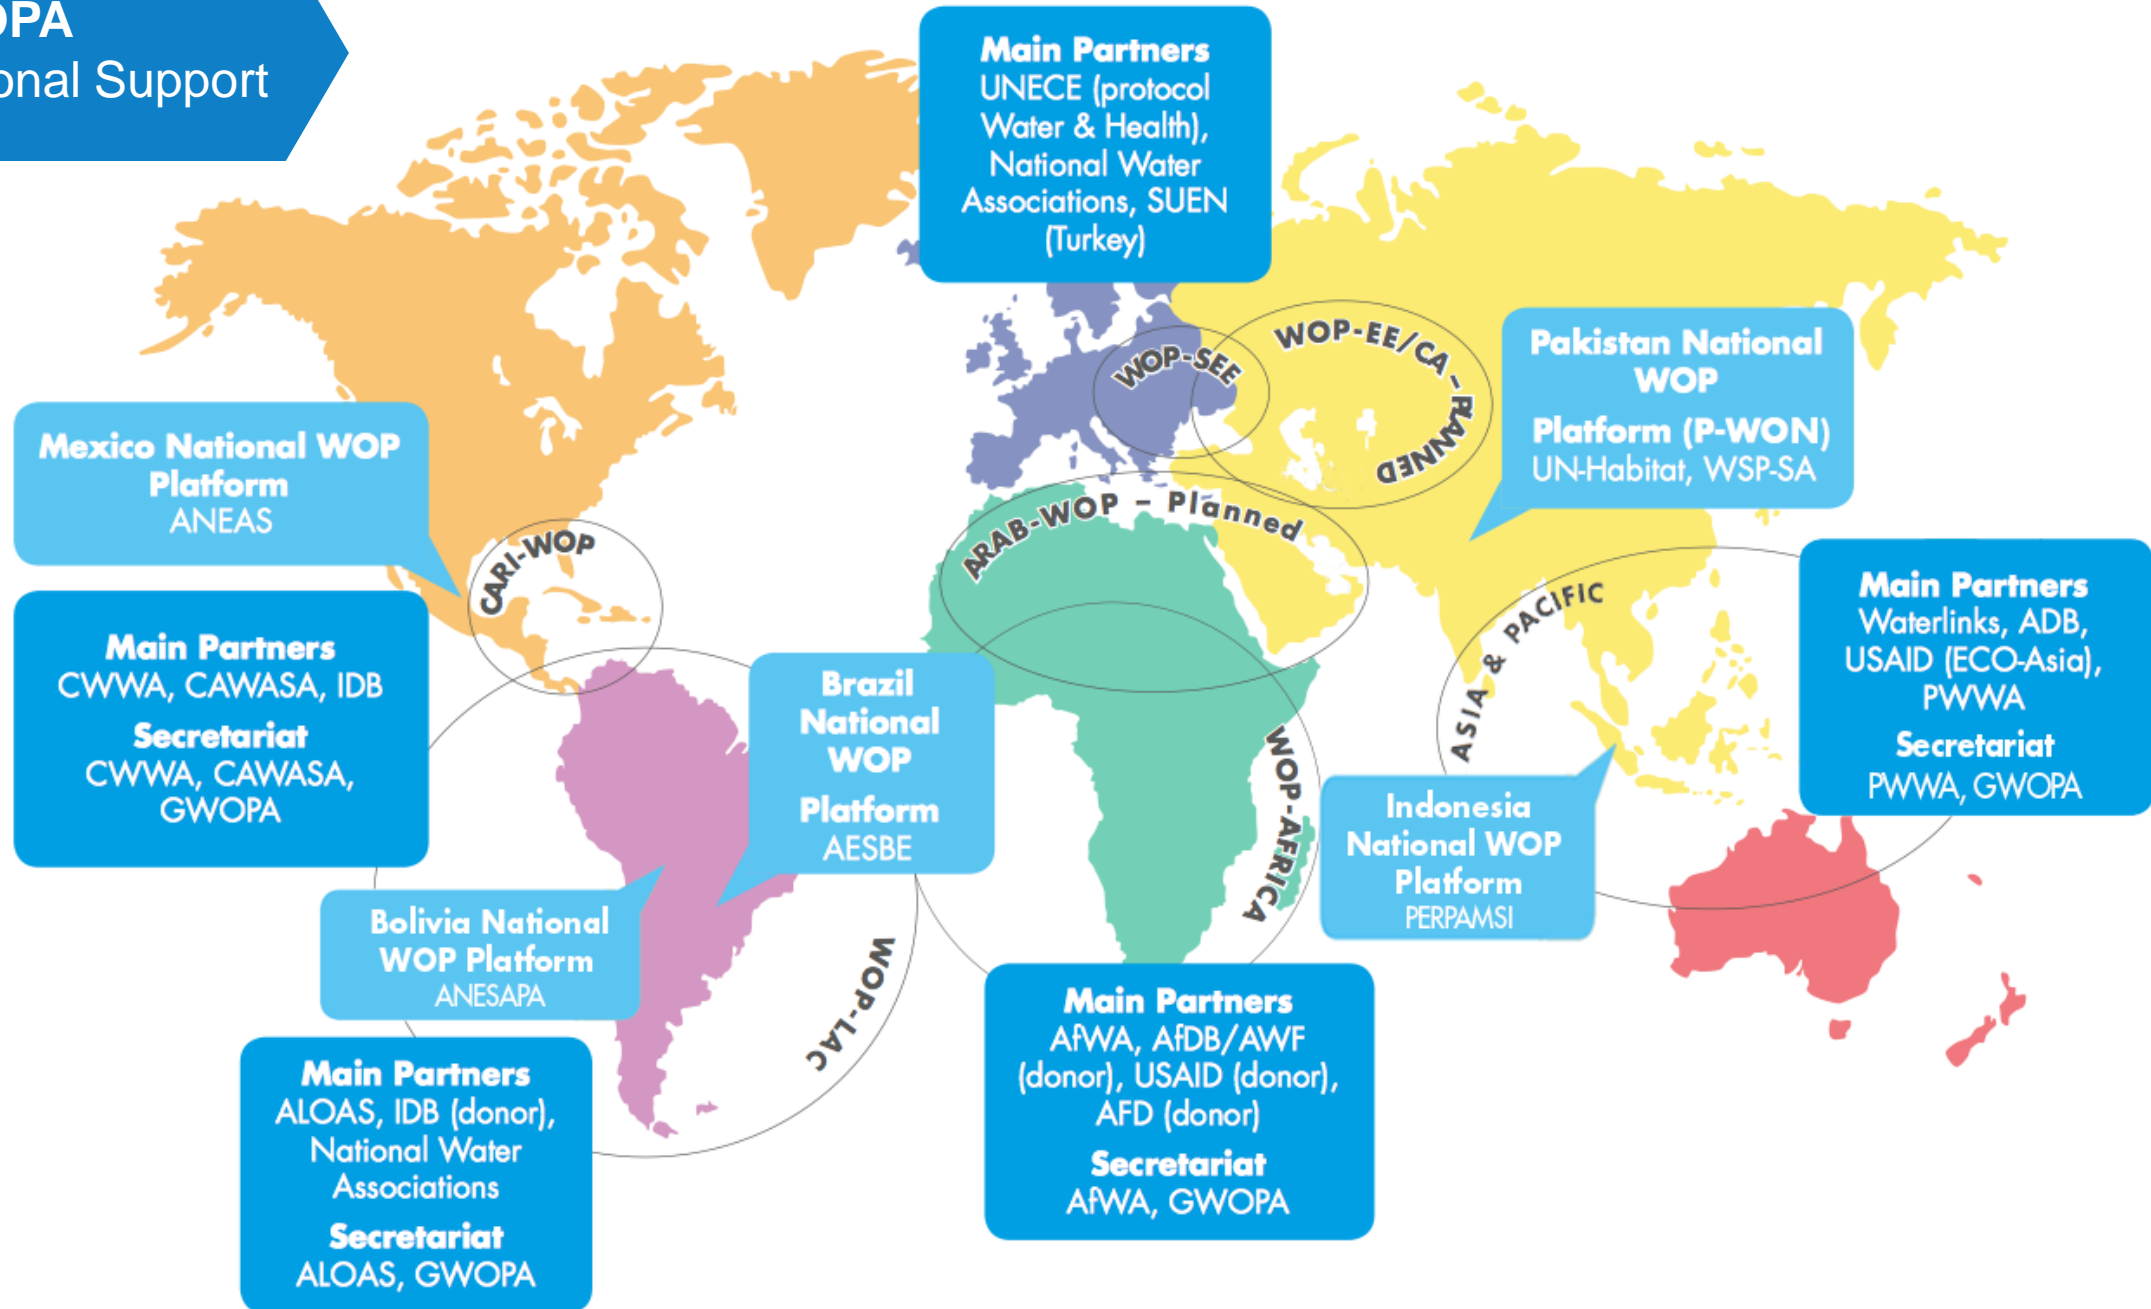 OPA
onal Support
Main Partners
UNECE (protocol
Water & Health),
National Water
Associations, SUEN
(Turkey)
WOP-SEE
WOP-EE/CA – PLANNED
Pakistan National
WOP
Platform (P-WON)
UN-Habitat, WSP-SA
Mexico National WOP
Platform
ANEAS
CARI-WOP
ARAB-WOP – Planned
Main Partners
CWWA, CAWASA, IDB
Secretariat
CWWA, CAWASA,
GWOPA
Brazil
National
WOP
Platform
AESBE
WOP-AFRICA
ASIA & PACIFIC
Main Partners
Waterlinks, ADB,
USAID (ECO-Asia),
PWWA
Secretariat
PWWA, GWOPA
Indonesia
National WOP
Platform
PERPAMSI
Bolivia National
WOP Platform
ANESAPA
WOP-LAC
Main Partners
ALOAS, IDB (donor),
National Water
Associations
Secretariat
ALOAS, GWOPA
Main Partners
AfWA, AfDB/AWF
(donor), USAID (donor),
AFD (donor)
Secretariat
AfWA, GWOPA